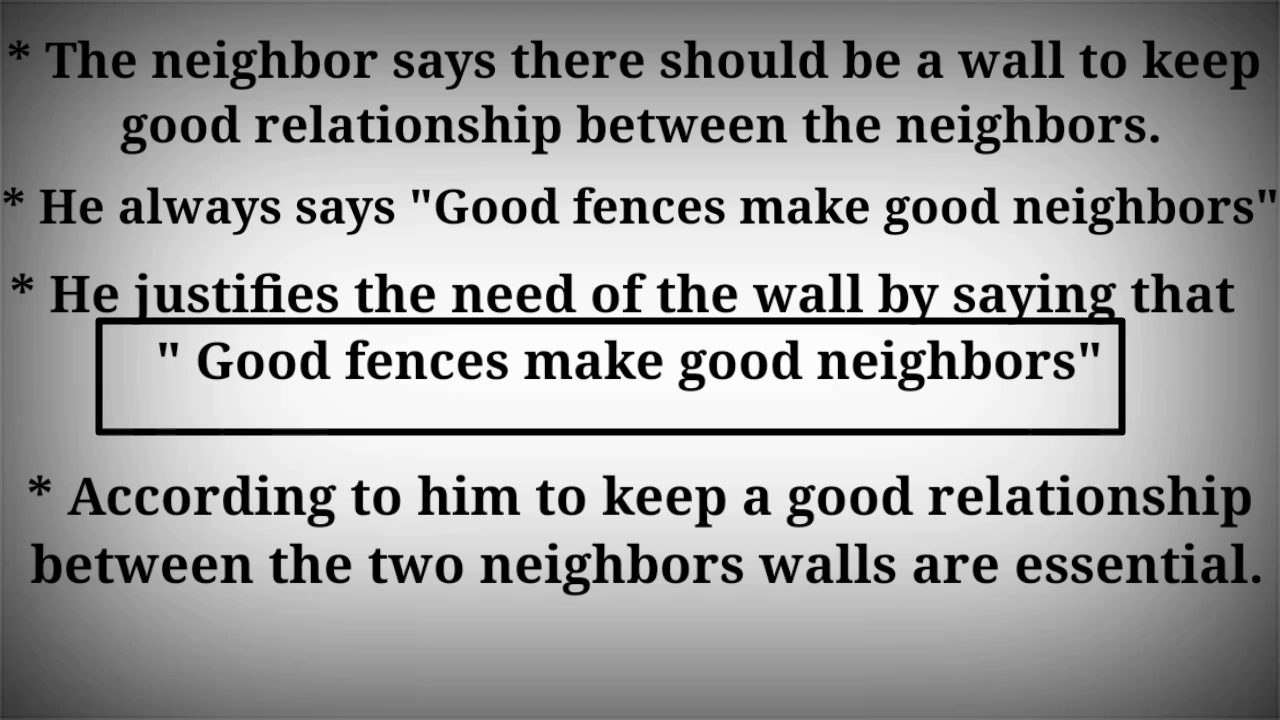 * The neighbor says there should be a wall to keep
good relationship between the neighbors.
* He always says "Good fences make good neighbors"
* He justifies the need of the wall by saying that
" Good fences make good neighbors"
* According to him to keep a good relationship
between the two neighbors walls are essential.